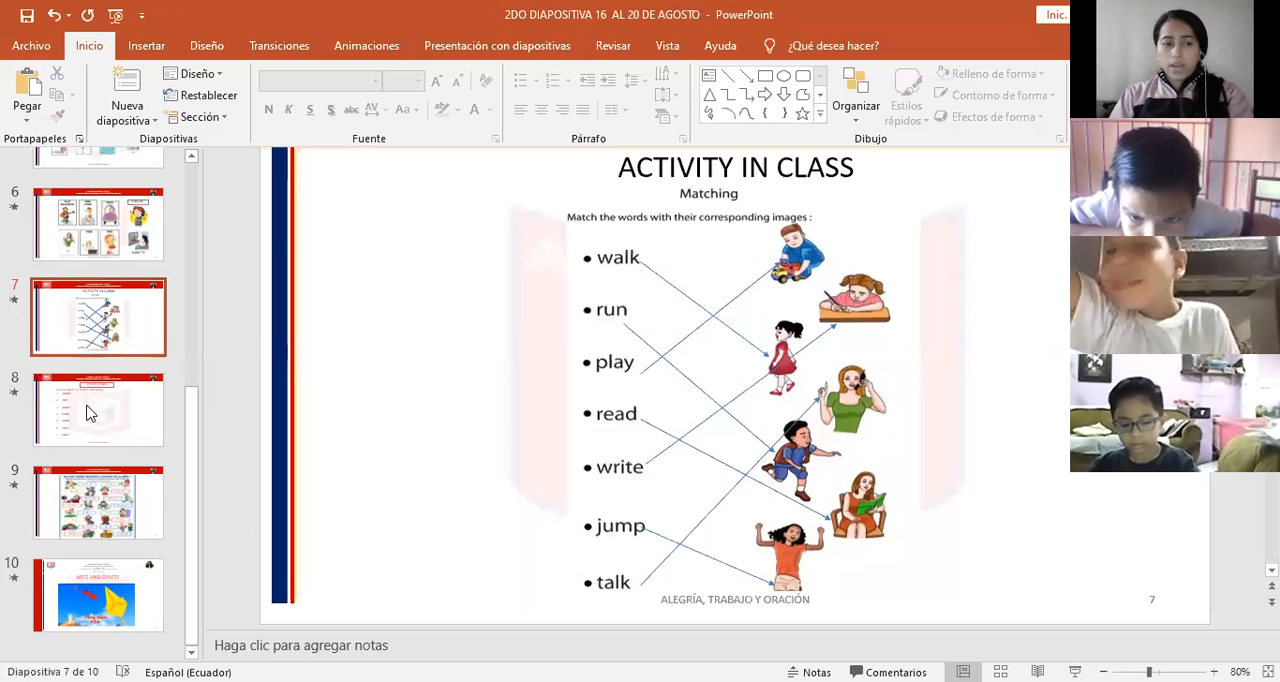 2DO DIAPOSITIVA 16 AL 20 DE AGOSTO - PowerPoint
Inic.
Archivo Inicio Insertar Diseño Transiciones Animaciones Presentación con diapositivas Revisar Vista Ayuda ¿Qué desea hacer?
Pegar
Nueva diapositiva
Diseño
Restablecer
Sección
N K S S abc AV Aa A
Organizar
Estilos rápidos
Relleno de forma
Contorno de forma
Efectos de forma
Portapapeles Diapositivas Fuente Párrafo Dibujo
6
7
8
9
10
ACTIVITY IN CLASS
Matching
Match the words with their corresponding images :
• walk
• run
• play
• read
• write
• jump
• talk
ALEGRÍA, TRABAJO Y ORACIÓN
7
Haga clic para agregar notas
Diapositiva 7 de 10 Español (Ecuador) Notas Comentarios 80%